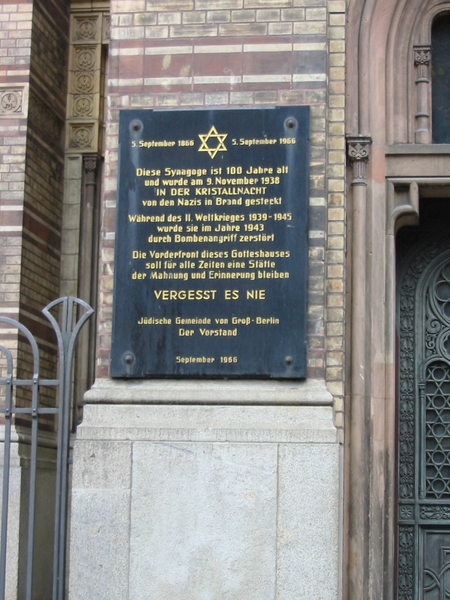 5. September 1866 5. September 1966
Diese Synagoge ist 100 Jahre alt
und wurde am 9. November 1938
IN DER KRISTALLNACHT
von den Nazis in Brand gesteckt
Während des II. Weltkrieges 1939-1945
wurde sie im Jahre 1943
durch Bombenangriff zerstört
Die Vorderfront dieses Gotteshauses
soll für alle Zeiten eine Stätte
der Mahnung und Erinnerung bleiben
VERGESST ES NIE
Jüdische Gemeinde von Groß-Berlin
Der Vorstand
September 1966